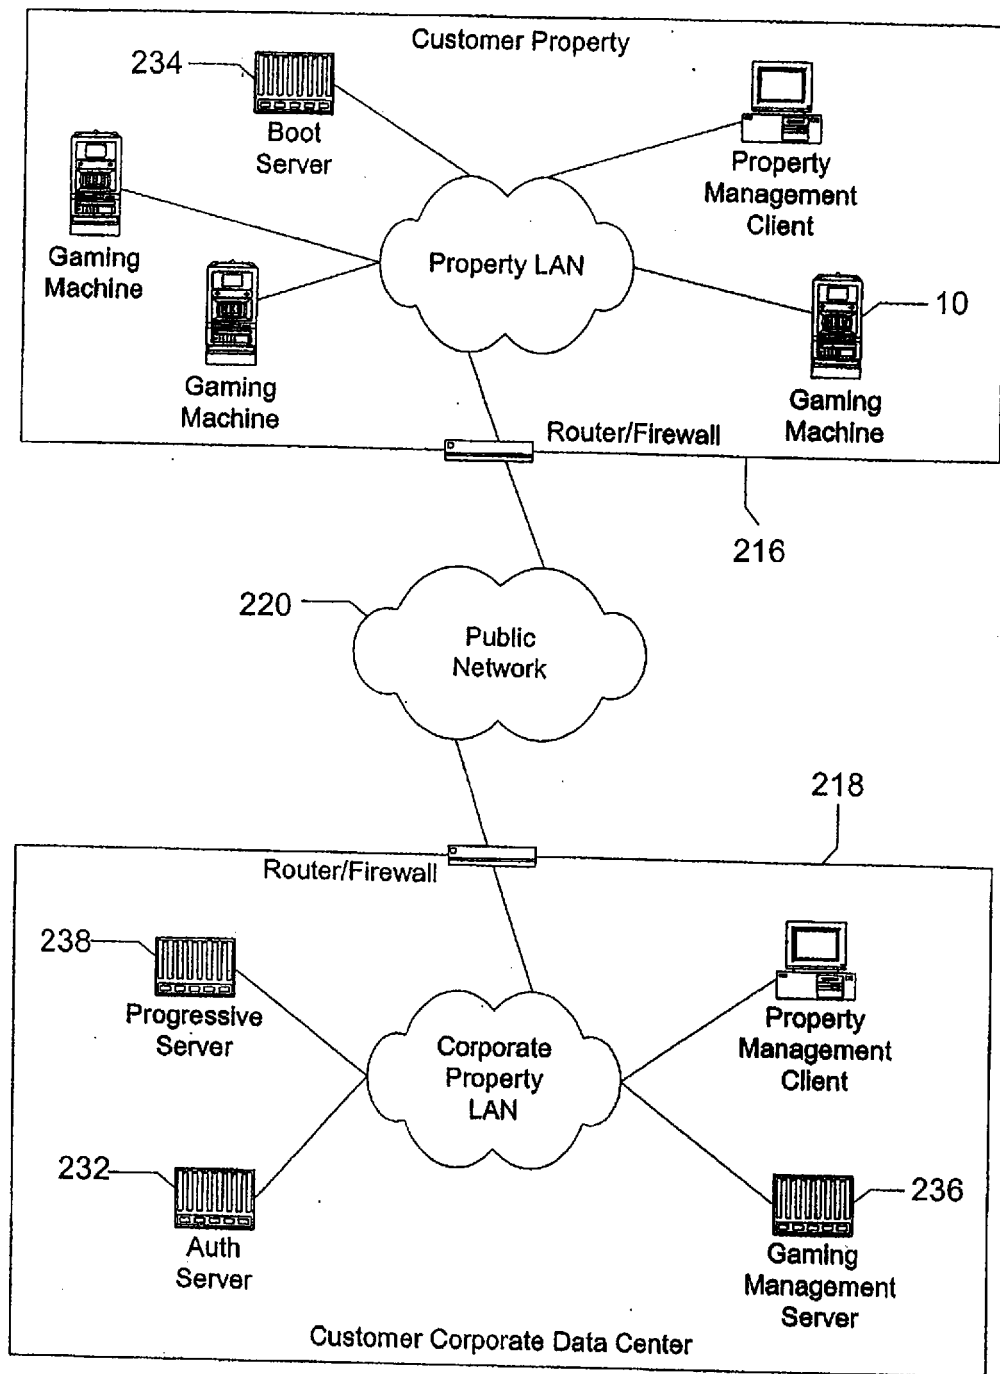 Customer Property
234
Boot
Server
Property
Management
Client
Gaming
Machine
Property LAN
10
Gaming
Machine
Gaming
Machine
Router/Firewall
216
220
Public
Network
218
Router/Firewall
238
Progressive
Server
Corporate
Property
LAN
Property
Management
Client
232
Auth
Server
236
Gaming
Management
Server
Customer Corporate Data Center